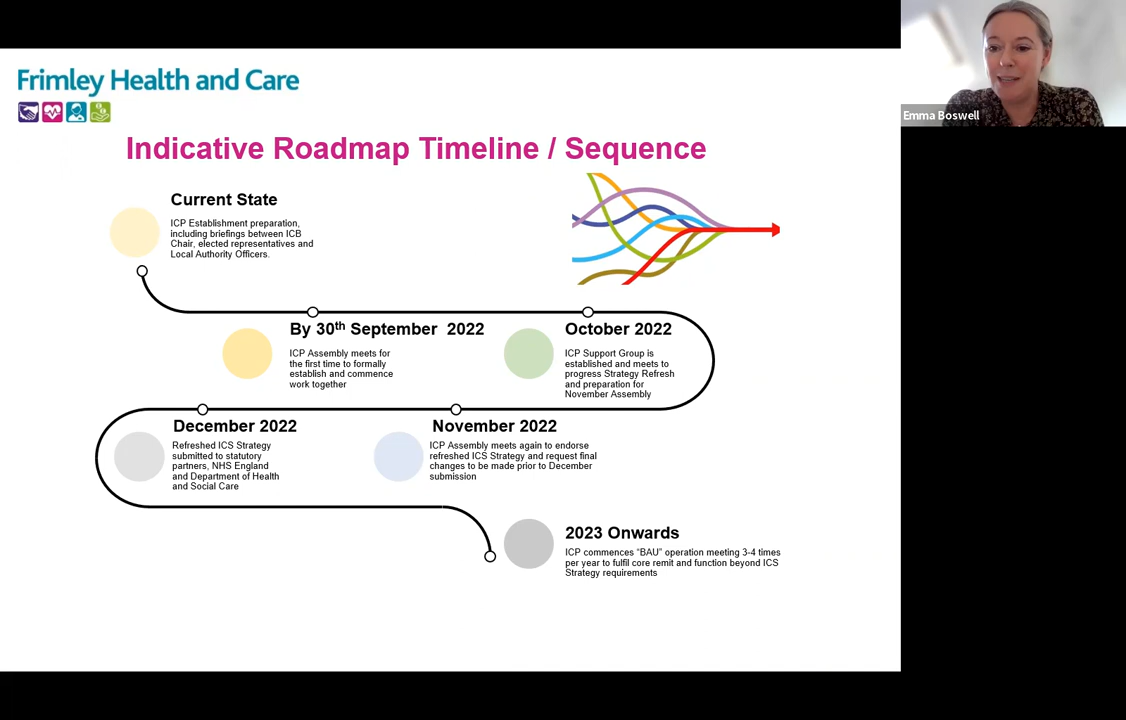 Frimley Health and Care
Emma Boswell
Indicative Roadmap Timeline / Sequence
Current State
ICP Establishment preparation,
including briefings between ICB
Chair, elected representatives and
Local Authority Officers.
By 30th September 2022
ICP Assembly meets for
the first time to formally
establish and commence
work together
October 2022
ICP Support Group is
established and meets to
progress Strategy Refresh
and preparation for
November Assembly
December 2022
Refreshed ICS Strategy
submitted to statutory
partners, NHS England
and Department of Health
and Social Care
November 2022
ICP Assembly meets again to endorse
refreshed ICS Strategy and request final
changes to be made prior to December
submission
2023 Onwards
ICP commences “BAU” operation meeting 3-4 times
per year to fulfil core remit and function beyond ICS
Strategy requirements